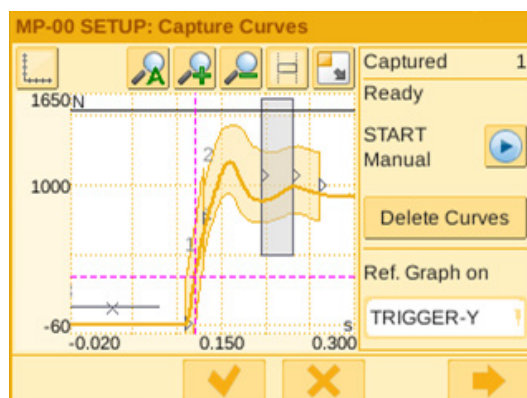 MP-00 SETUP: Capture Curves
A
Captured 1
Ready
START
Manual
Delete Curves
Ref. Graph on
TRIGGER-Y
1650 N
1000
-60
2
1
s
-0.020 0.150 0.300